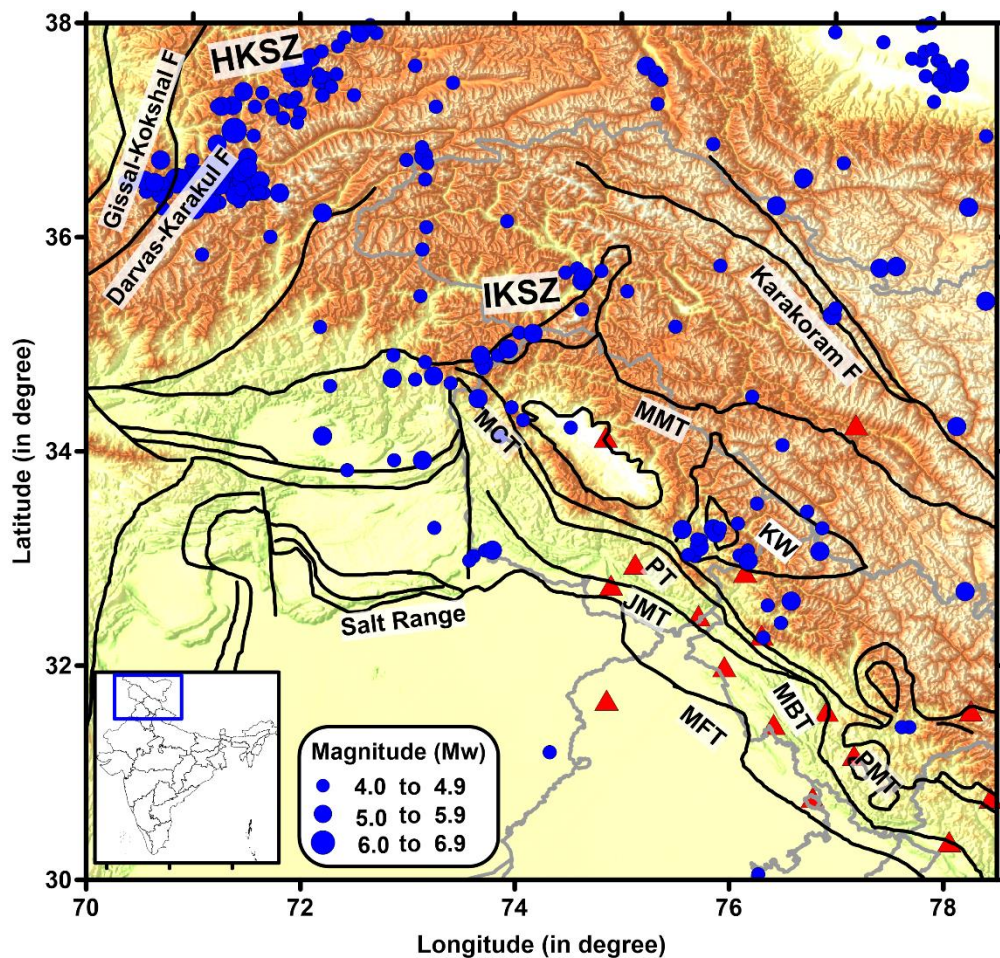 38
HKSZ
Gissal-Kokshal F
Darvas-Karakul F
36
IKSZ
Karakoram F
Latitude (in degree)
34
MCT
MMT
KW
PT
JMT
Salt Range
32
MBT
MFT
PMT
Magnitude (Mw)
4.0 to 4.9
5.0 to 5.9
6.0 to 6.9
30
70
72
74
76
78
Longitude (in degree)